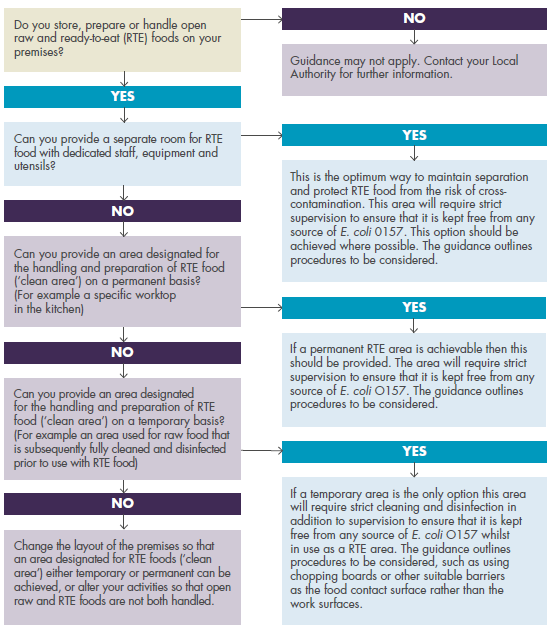 Do you store, prepare or handle open
raw and ready-to-eat (RTE) foods on your
premises?
NO
Guidance may not apply. Contact your Local
Authority for further information.
YES
Can you provide a separate room for RTE
food with dedicated staff, equipment and
utensils?
YES
This is the optimum way to maintain separation
and protect RTE food from the risk of cross-
contamination. This area will require strict
supervision to ensure that it is kept free from any
source of E. coli 0157. This option should be
achieved where possible. The guidance outlines
procedures to be considered.
NO
Can you provide an area designated for
the handling and preparation of RTE food
(‘clean area’) on a permanent basis?
(For example a specific worktop
in the kitchen)
YES
If a permanent RTE area is achievable then this
should be provided. The area will require strict
supervision to ensure that it is kept free from any
source of E. coli O157. The guidance outlines
procedures to be considered.
NO
Can you provide an area designated
for the handling and preparation of RTE
food (‘clean area’) on a temporary basis?
(For example an area used for raw food that
is subsequently fully cleaned and disinfected
prior to use with RTE food)
YES
If a temporary area is the only option this area
will require strict cleaning and disinfection in
addition to supervision to ensure that it is kept
free from any source of E. coli O157 whilst
in use as a RTE area. The guidance outlines
procedures to be considered, such as using
chopping boards or other suitable barriers
as the food contact surface rather than the
work surfaces.
NO
Change the layout of the premises so that
an area designated for RTE foods (‘clean
area’) either temporary or permanent can be
achieved, or alter your activities so that open
raw and RTE foods are not both handled.